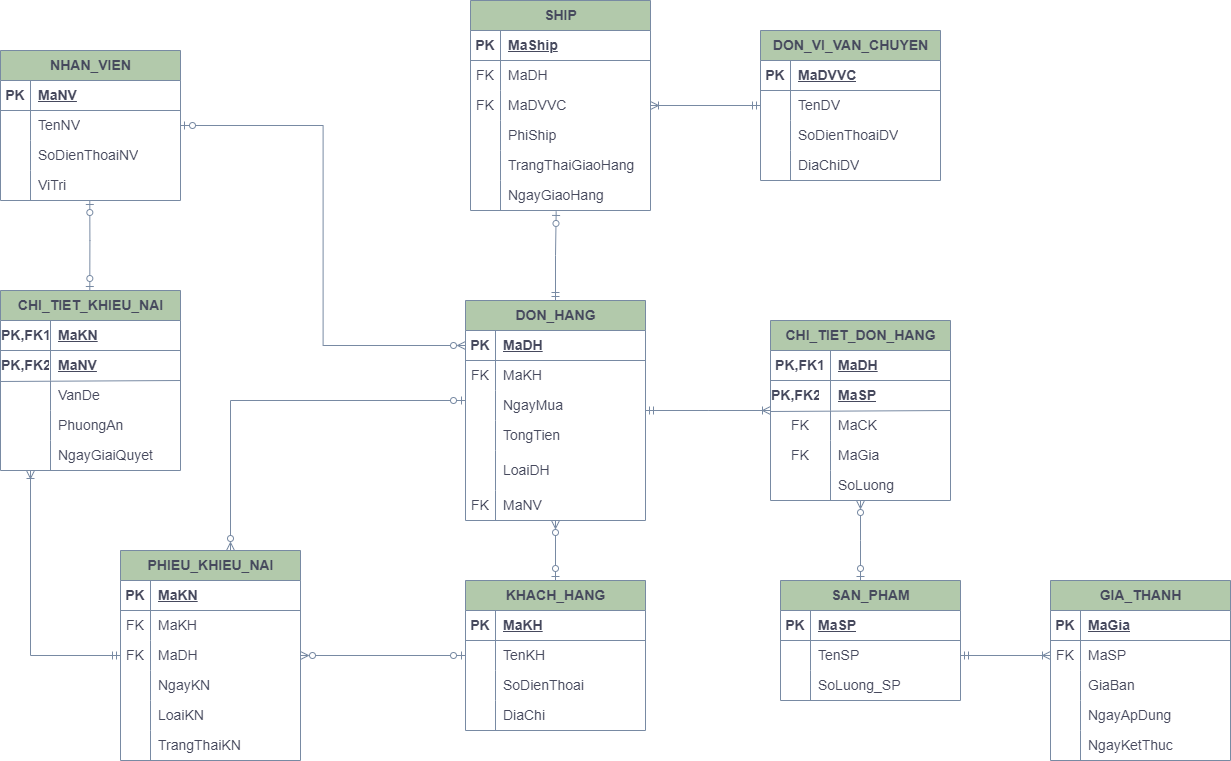 SHIP
PK MaShip
FK MaDH
FK MaDVVC
PhiShip
TrangThaiGiaoHang
NgayGiaoHang
DON_VI_VAN_CHUYEN
PK MaDVVC
TenDV
SoDienThoaiDV
DiaChiDV
NHAN_VIEN
PK MaNV
TenNV
SoDienThoaiNV
ViTri
CHI_TIET_KHIEU_NAI
PK,FK1 MaKN
PK,FK2 MaNV
VanDe
PhuongAn
NgayGiaiQuyet
DON_HANG
PK MaDH
FK MaKH
NgayMua
TongTien
LoaiDH
FK MaNV
CHI_TIET_DON_HANG
PK,FK1 MaDH
PK,FK2 MaSP
FK MaCK
FK MaGia
SoLuong
PHIEU_KHIEU_NAI
PK MaKN
FK MaKH
FK MaDH
NgayKN
LoaiKN
TrangThaiKN
KHACH_HANG
PK MaKH
TenKH
SoDienThoai
DiaChi
SAN_PHAM
PK MaSP
TenSP
SoLuong_SP
GIA_THANH
PK MaGia
FK MaSP
GiaBan
NgayApDung
NgayKetThuc